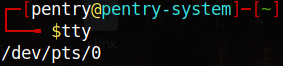 ┌─[pentry@pentry-system]─[~]
└──╼ $tty
/dev/pts/0